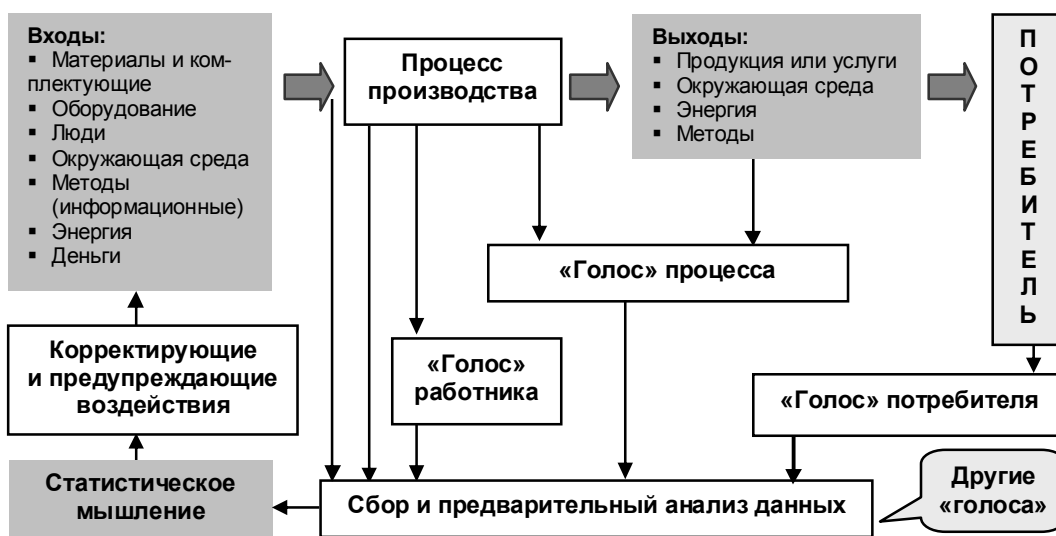 Входы:
▪ Материалы и ком-
плектующие
▪ Оборудование
▪ Люди
▪ Окружающая среда
▪ Методы
(информационные)
▪ Энергия
▪ Деньги
Процесс
производства
Выходы:
▪ Продукция или услуги
▪ Окружающая среда
▪ Энергия
▪ Методы
П
О
Т
Р
Е
Б
И
Т
Е
Л
Ь
«Голос» процесса
Корректирующие
и предупреждающие
воздействия
«Голос»
работника
«Голос» потребителя
Статистическое
мышление
Сбор и предварительный анализ данных
Другие
«голоса»